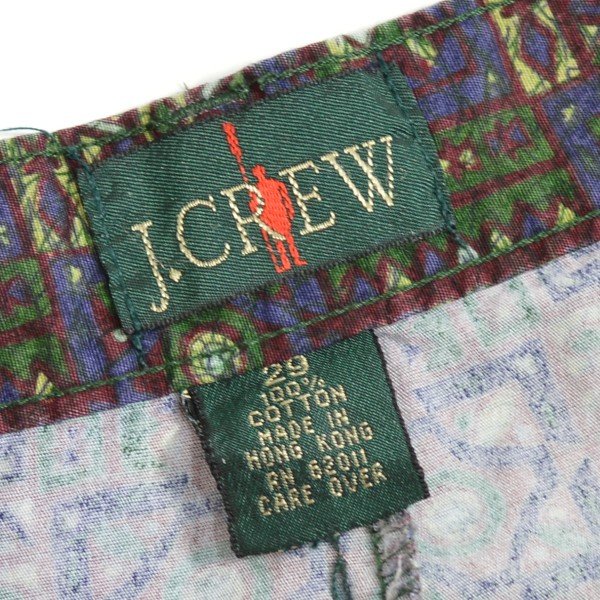 J.CREW
29
100%
COTTON
MADE IN
HONG KONG
RN 62011
CARE OVER